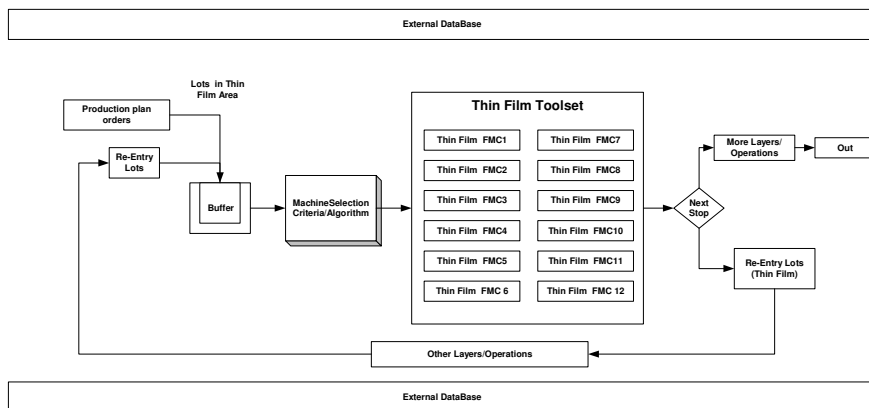 External DataBase
Lots in Thin
Film Area
Production plan
orders
Re-Entry
Lots
Buffer
MachineSelection
Criteria/Algorithm
Thin Film Toolset
Thin Film FMC1
Thin Film FMC7
Thin Film FMC2
Thin Film FMC8
Thin Film FMC3
Thin Film FMC9
Thin Film FMC4
Thin Film FMC10
Thin Film FMC5
Thin Film FMC11
Thin Film FMC 6
Thin Film FMC 12
Next
Stop
More Layers/
Operations
Out
Re-Entry Lots
(Thin Film)
Other Layers/Operations
External DataBase